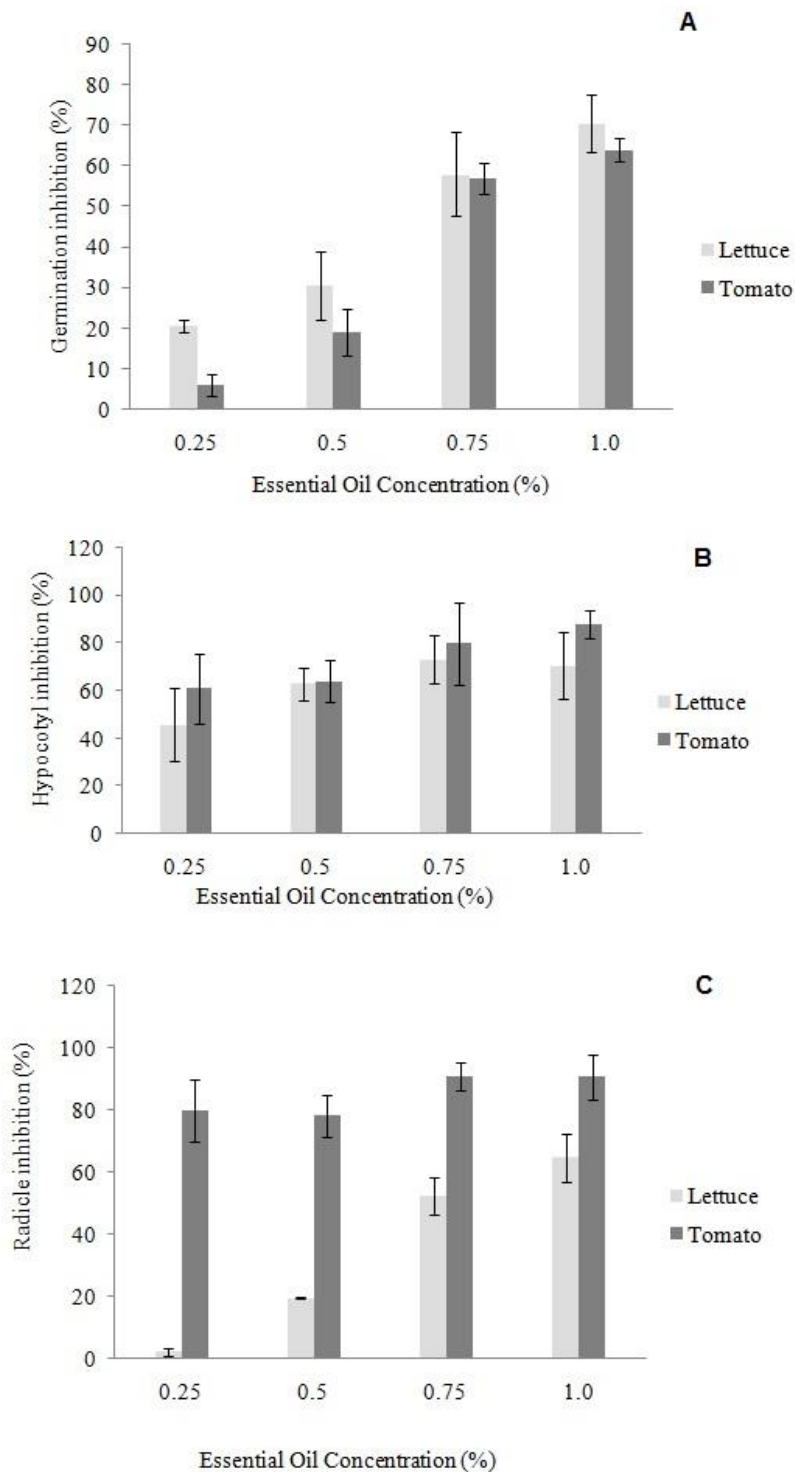 A
Germination inhibition (%)
90
80
70
60
50
40
30
20
10
0
0.25 0.5 0.75 1.0
Essential Oil Concentration (%)
Lettuce
Tomato
B
Hypocotyl inhibition (%)
120
100
80
60
40
20
0
0.25 0.5 0.75 1.0
Essential Oil Concentration (%)
Lettuce
Tomato
C
Radicle inhibition (%)
120
100
80
60
40
20
0
0.25 0.5 0.75 1.0
Essential Oil Concentration (%)
Lettuce
Tomato